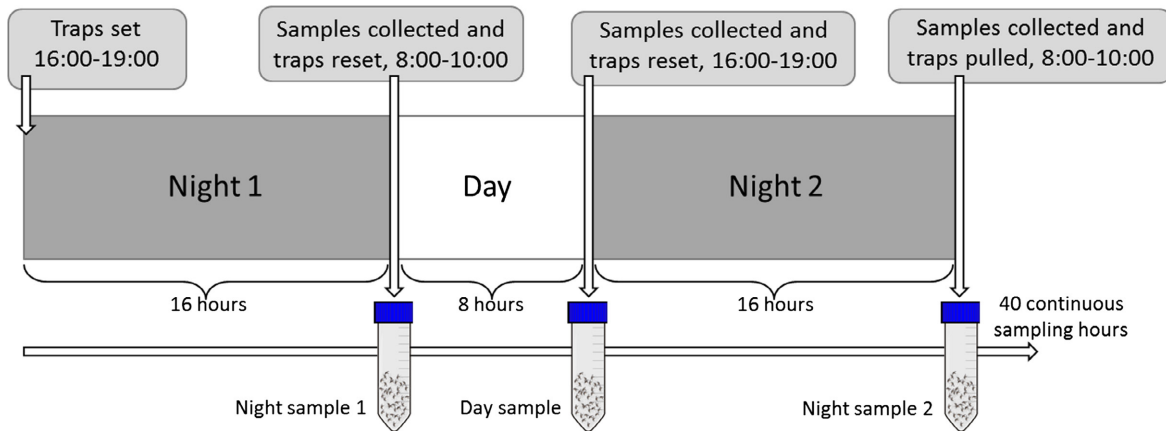 Traps set
16:00-19:00
Samples collected and
traps reset, 8:00-10:00
Samples collected and
traps reset, 16:00-19:00
Samples collected and
traps pulled, 8:00-10:00
Night 1
Day
Night 2
16 hours
8 hours
16 hours
40 continuous
sampling hours
Night sample 1
Day sample
Night sample 2